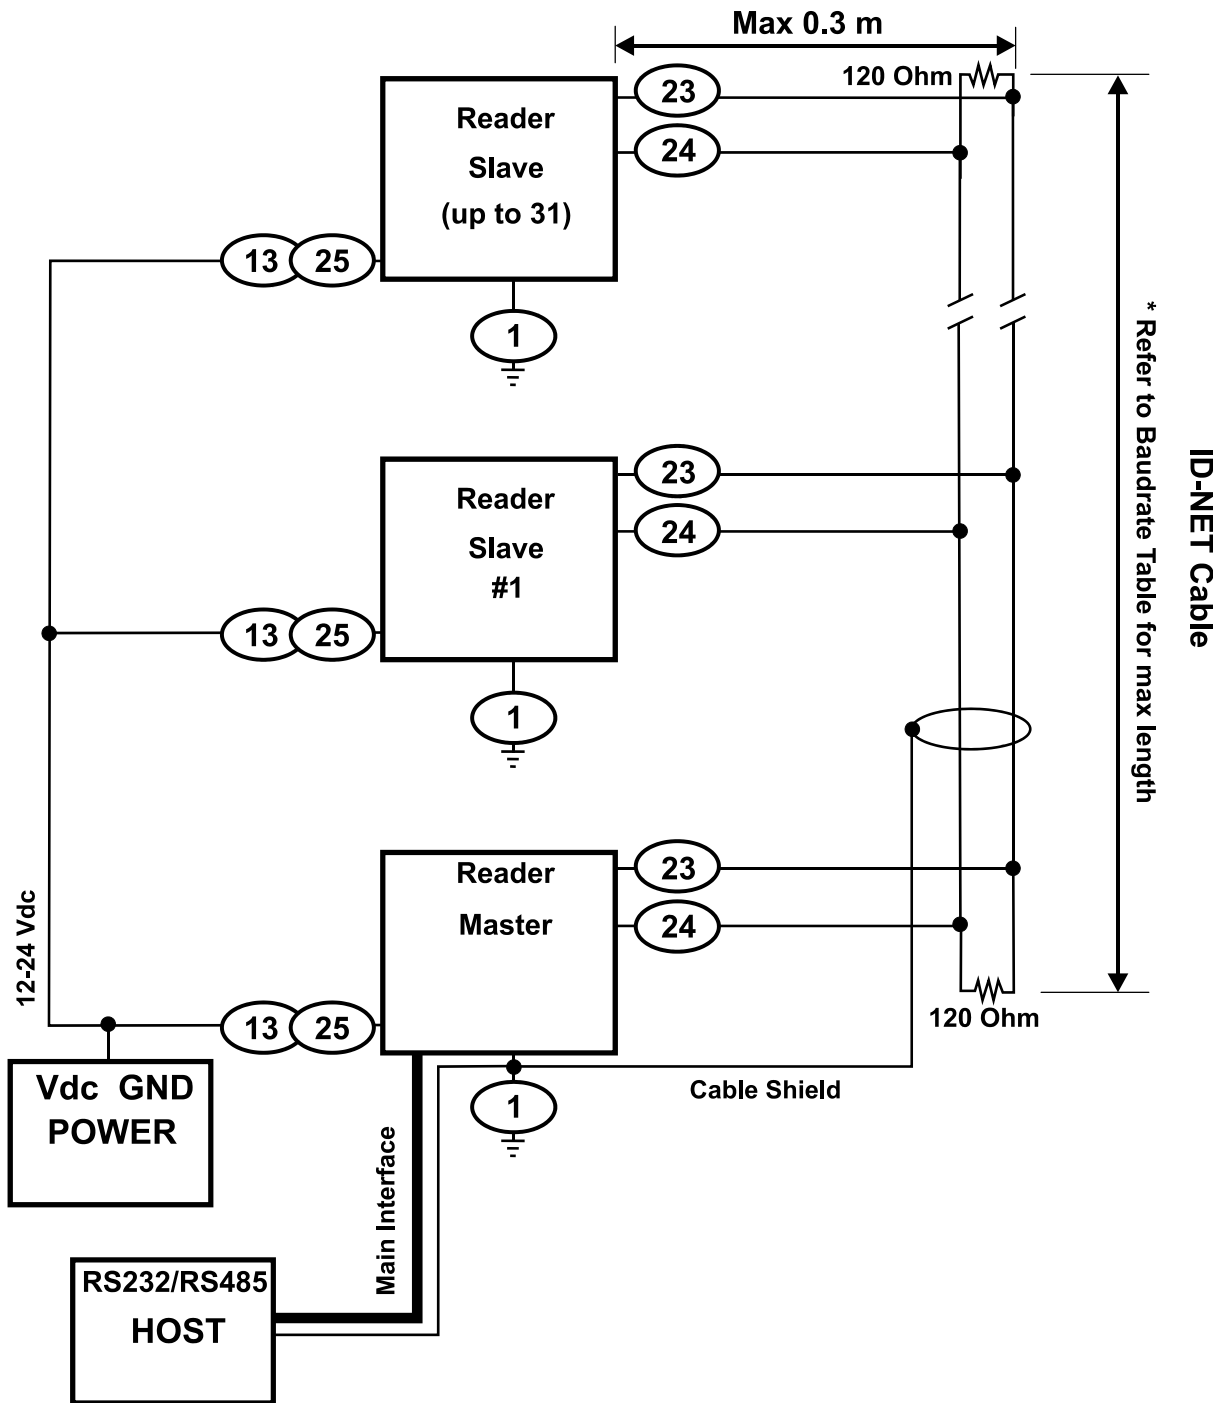 Max 0.3 m
120 Ohm
23
24
Reader
Slave
(up to 31)
13
25
1
* Refer to Baudrate Table for max length
ID-NET Cable
23
24
Reader
Slave
#1
13
25
1
23
24
Reader
Master
12-24 Vdc
13
25
120 Ohm
Vdc GND
POWER
1
Cable Shield
Main Interface
RS232/RS485
HOST